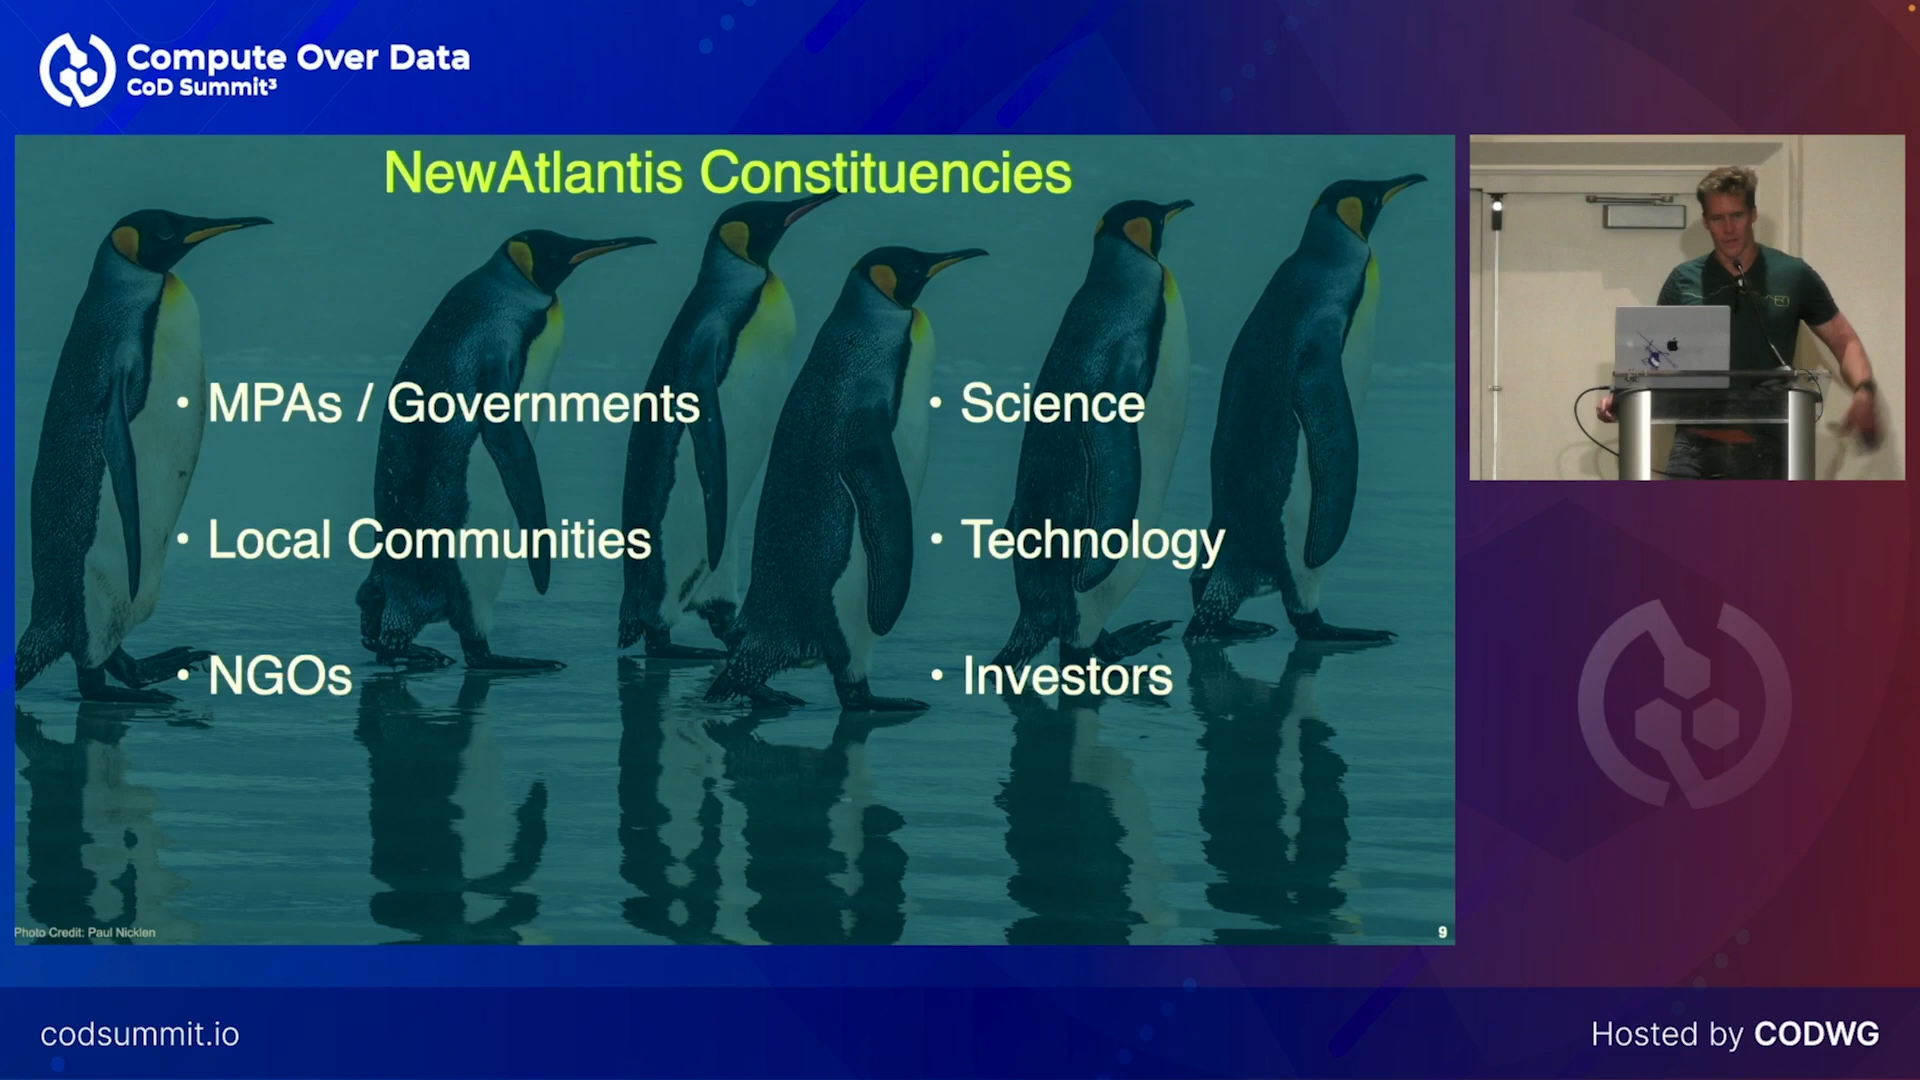 Compute Over Data
CoD Summit³
NewAtlantis Constituencies
• MPAs / Governments
• Local Communities
• NGOs
• Science
• Technology
• Investors
Photo Credit: Paul Nicklen
9
codsummit.io
Hosted by CODWG